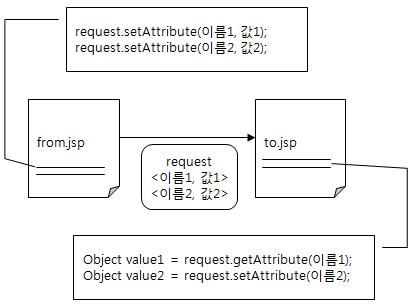 request.setAttribute(이름1, 값1);
request.setAttribute(이름2, 값2);
from.jsp
to.jsp
request
<이름1, 값1>
<이름2, 값2>
Object value1 = request.getAttribute(이름1);
Object value2 = request.setAttribute(이름2);